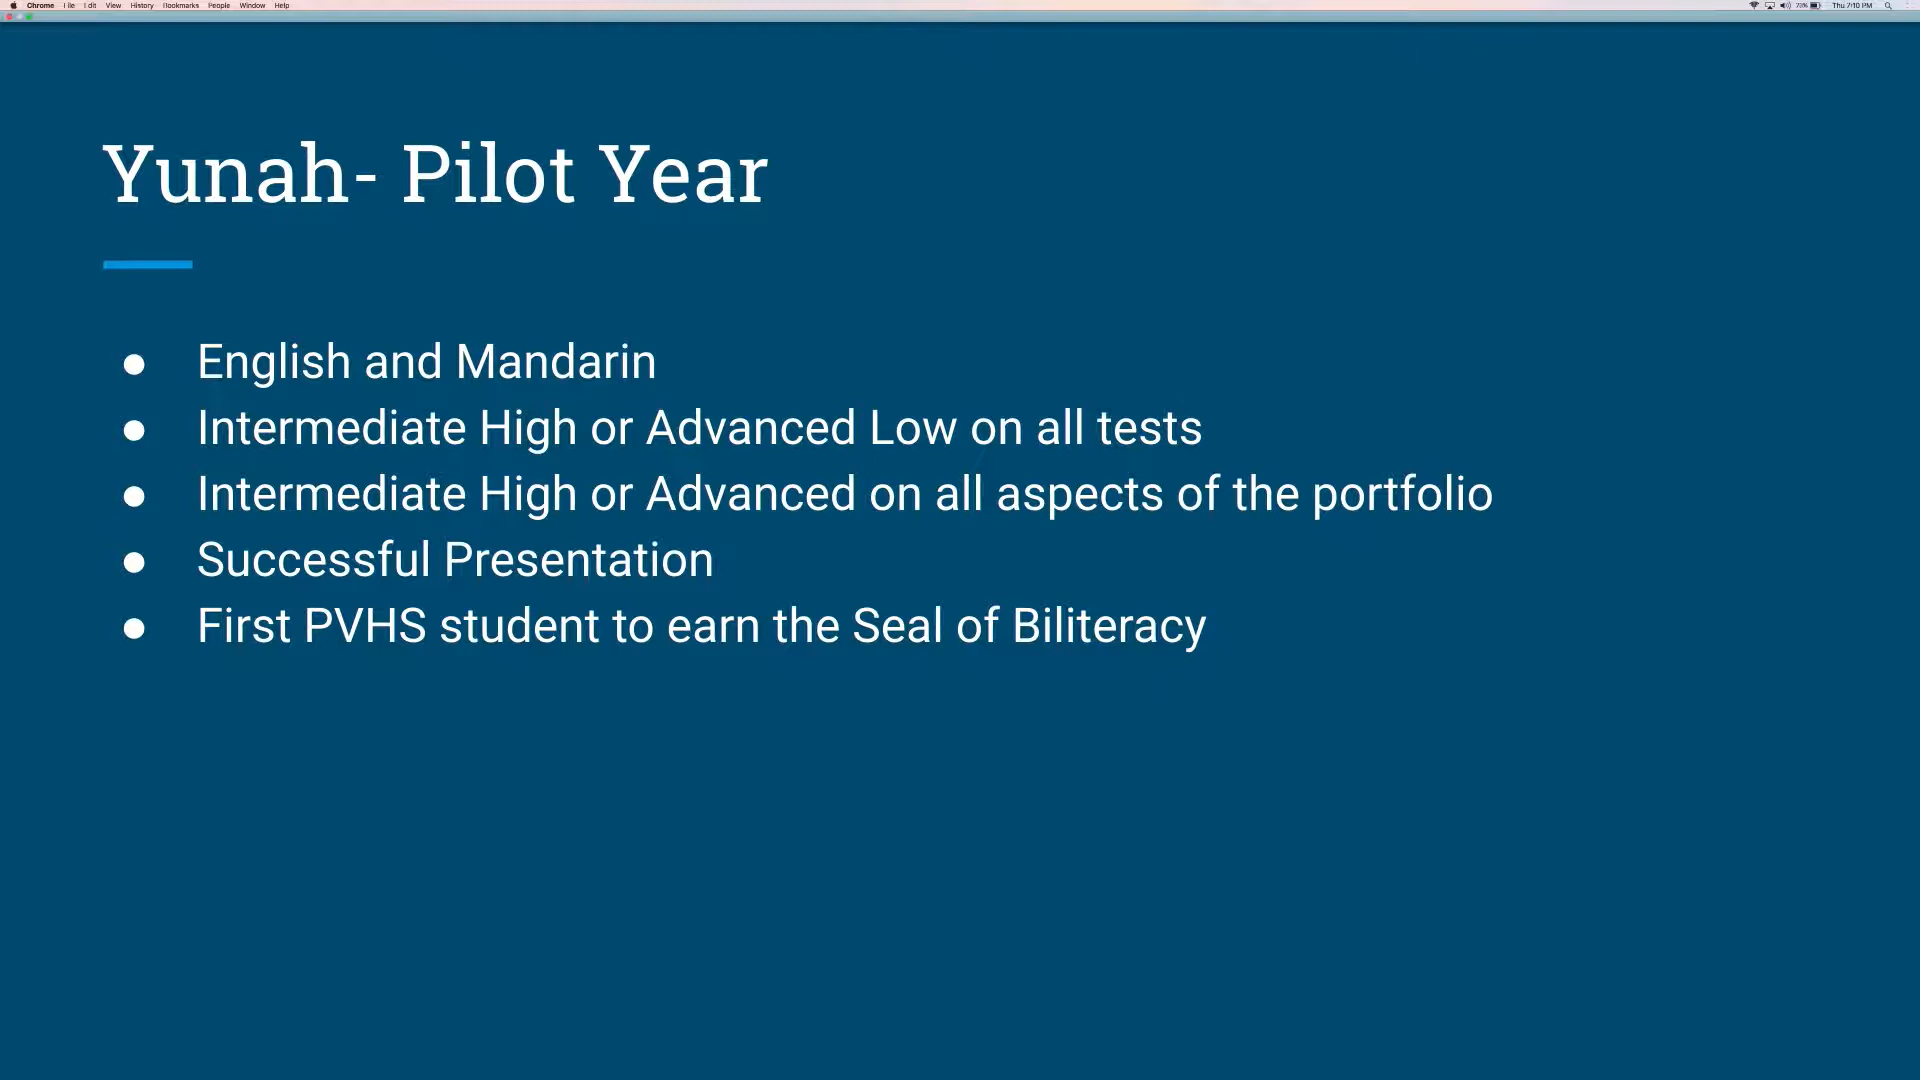 Chrome File Edit View History Bookmarks People Window Help 78% Thu 7:10 PM
Yunah- Pilot Year
● English and Mandarin
● Intermediate High or Advanced Low on all tests
● Intermediate High or Advanced on all aspects of the portfolio
● Successful Presentation
● First PVHS student to earn the Seal of Biliteracy